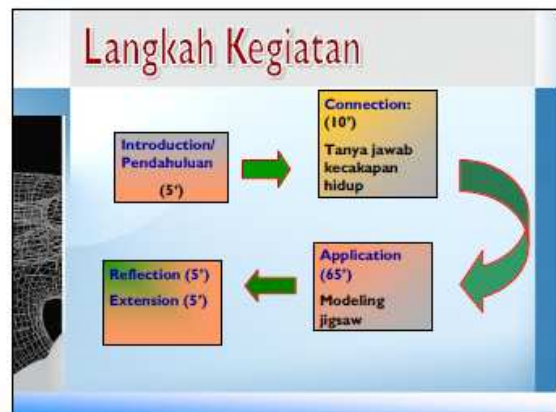 Langkah Kegiatan
Introduction/
Pendahuluan
(5')
Connection:
(10')
Tanya jawab
kecakapan
hidup
Application
(65')
Modeling
jigsaw
Reflection (5')
Extension (5')